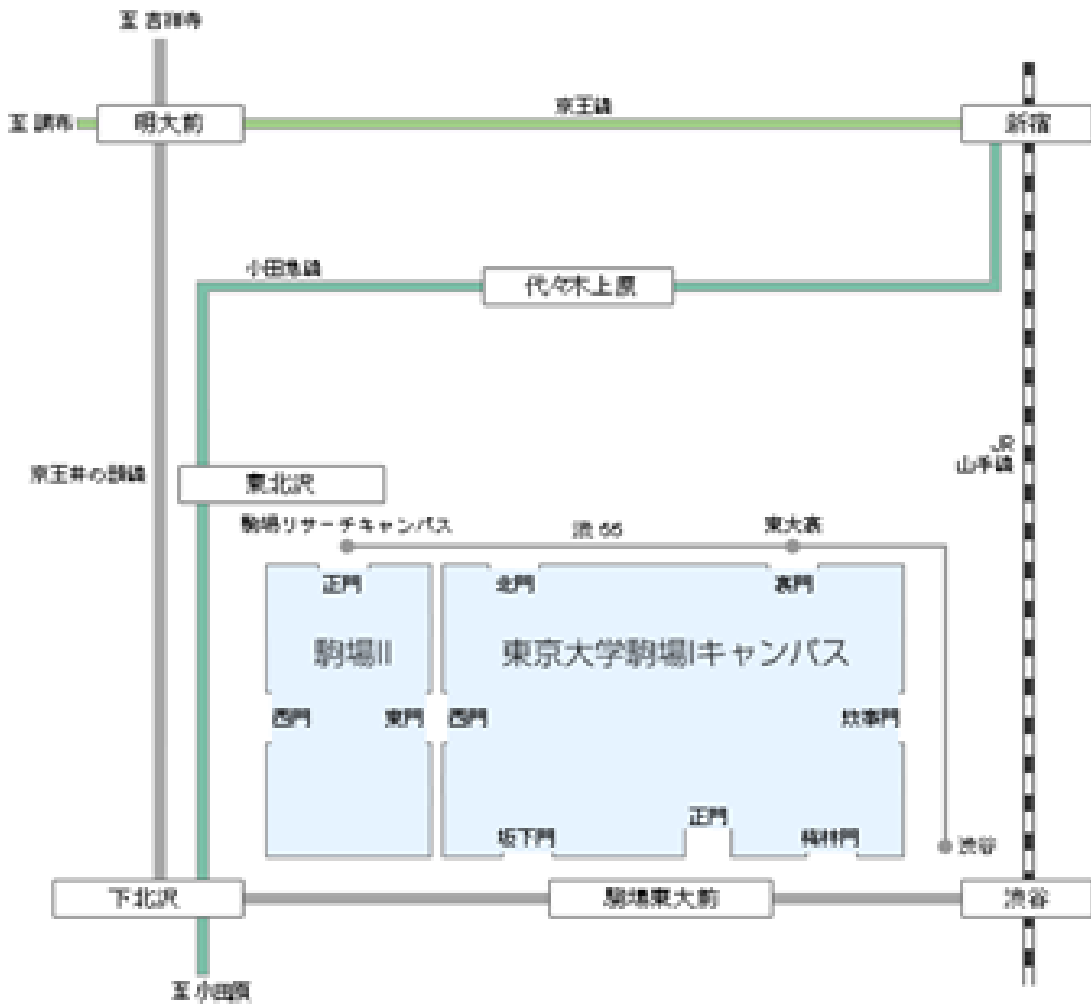 至 吉祥寺
至 調布
明大前
京王線
新宿
小田急線
代々木上原
京王井の頭線
JR
山手線
東北沢
駒場リサーチキャンパス
渋 66
東大裏
正門
北門
裏門
駒場II
東京大学駒場Iキャンパス
西門
東門
西門
炊事門
坂下門
正門
梅林門
渋谷
下北沢
駒場東大前
渋谷
至 小田原